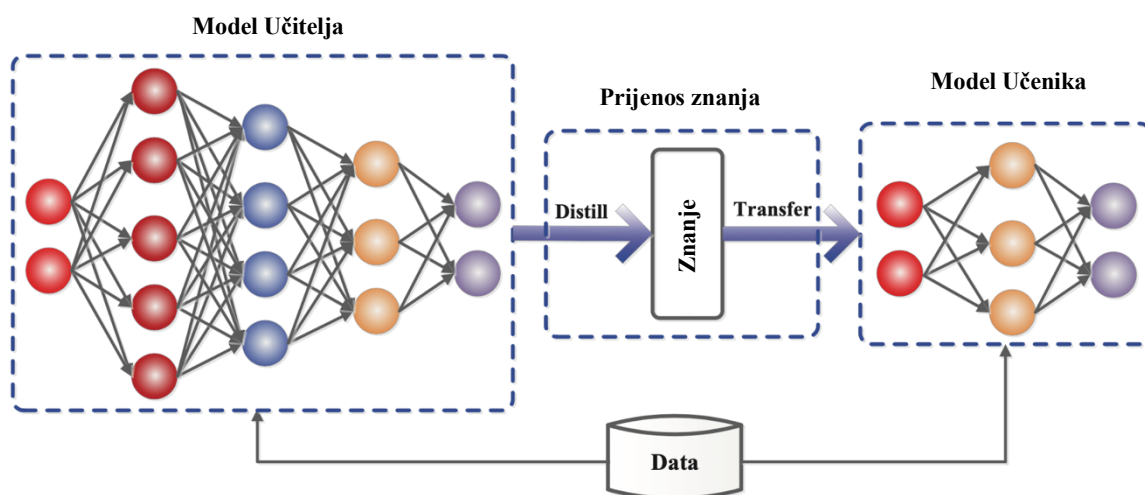 Model Učitelja
Prijenos znanja
Model Učenika
Distill
Znanje
Transfer
Data